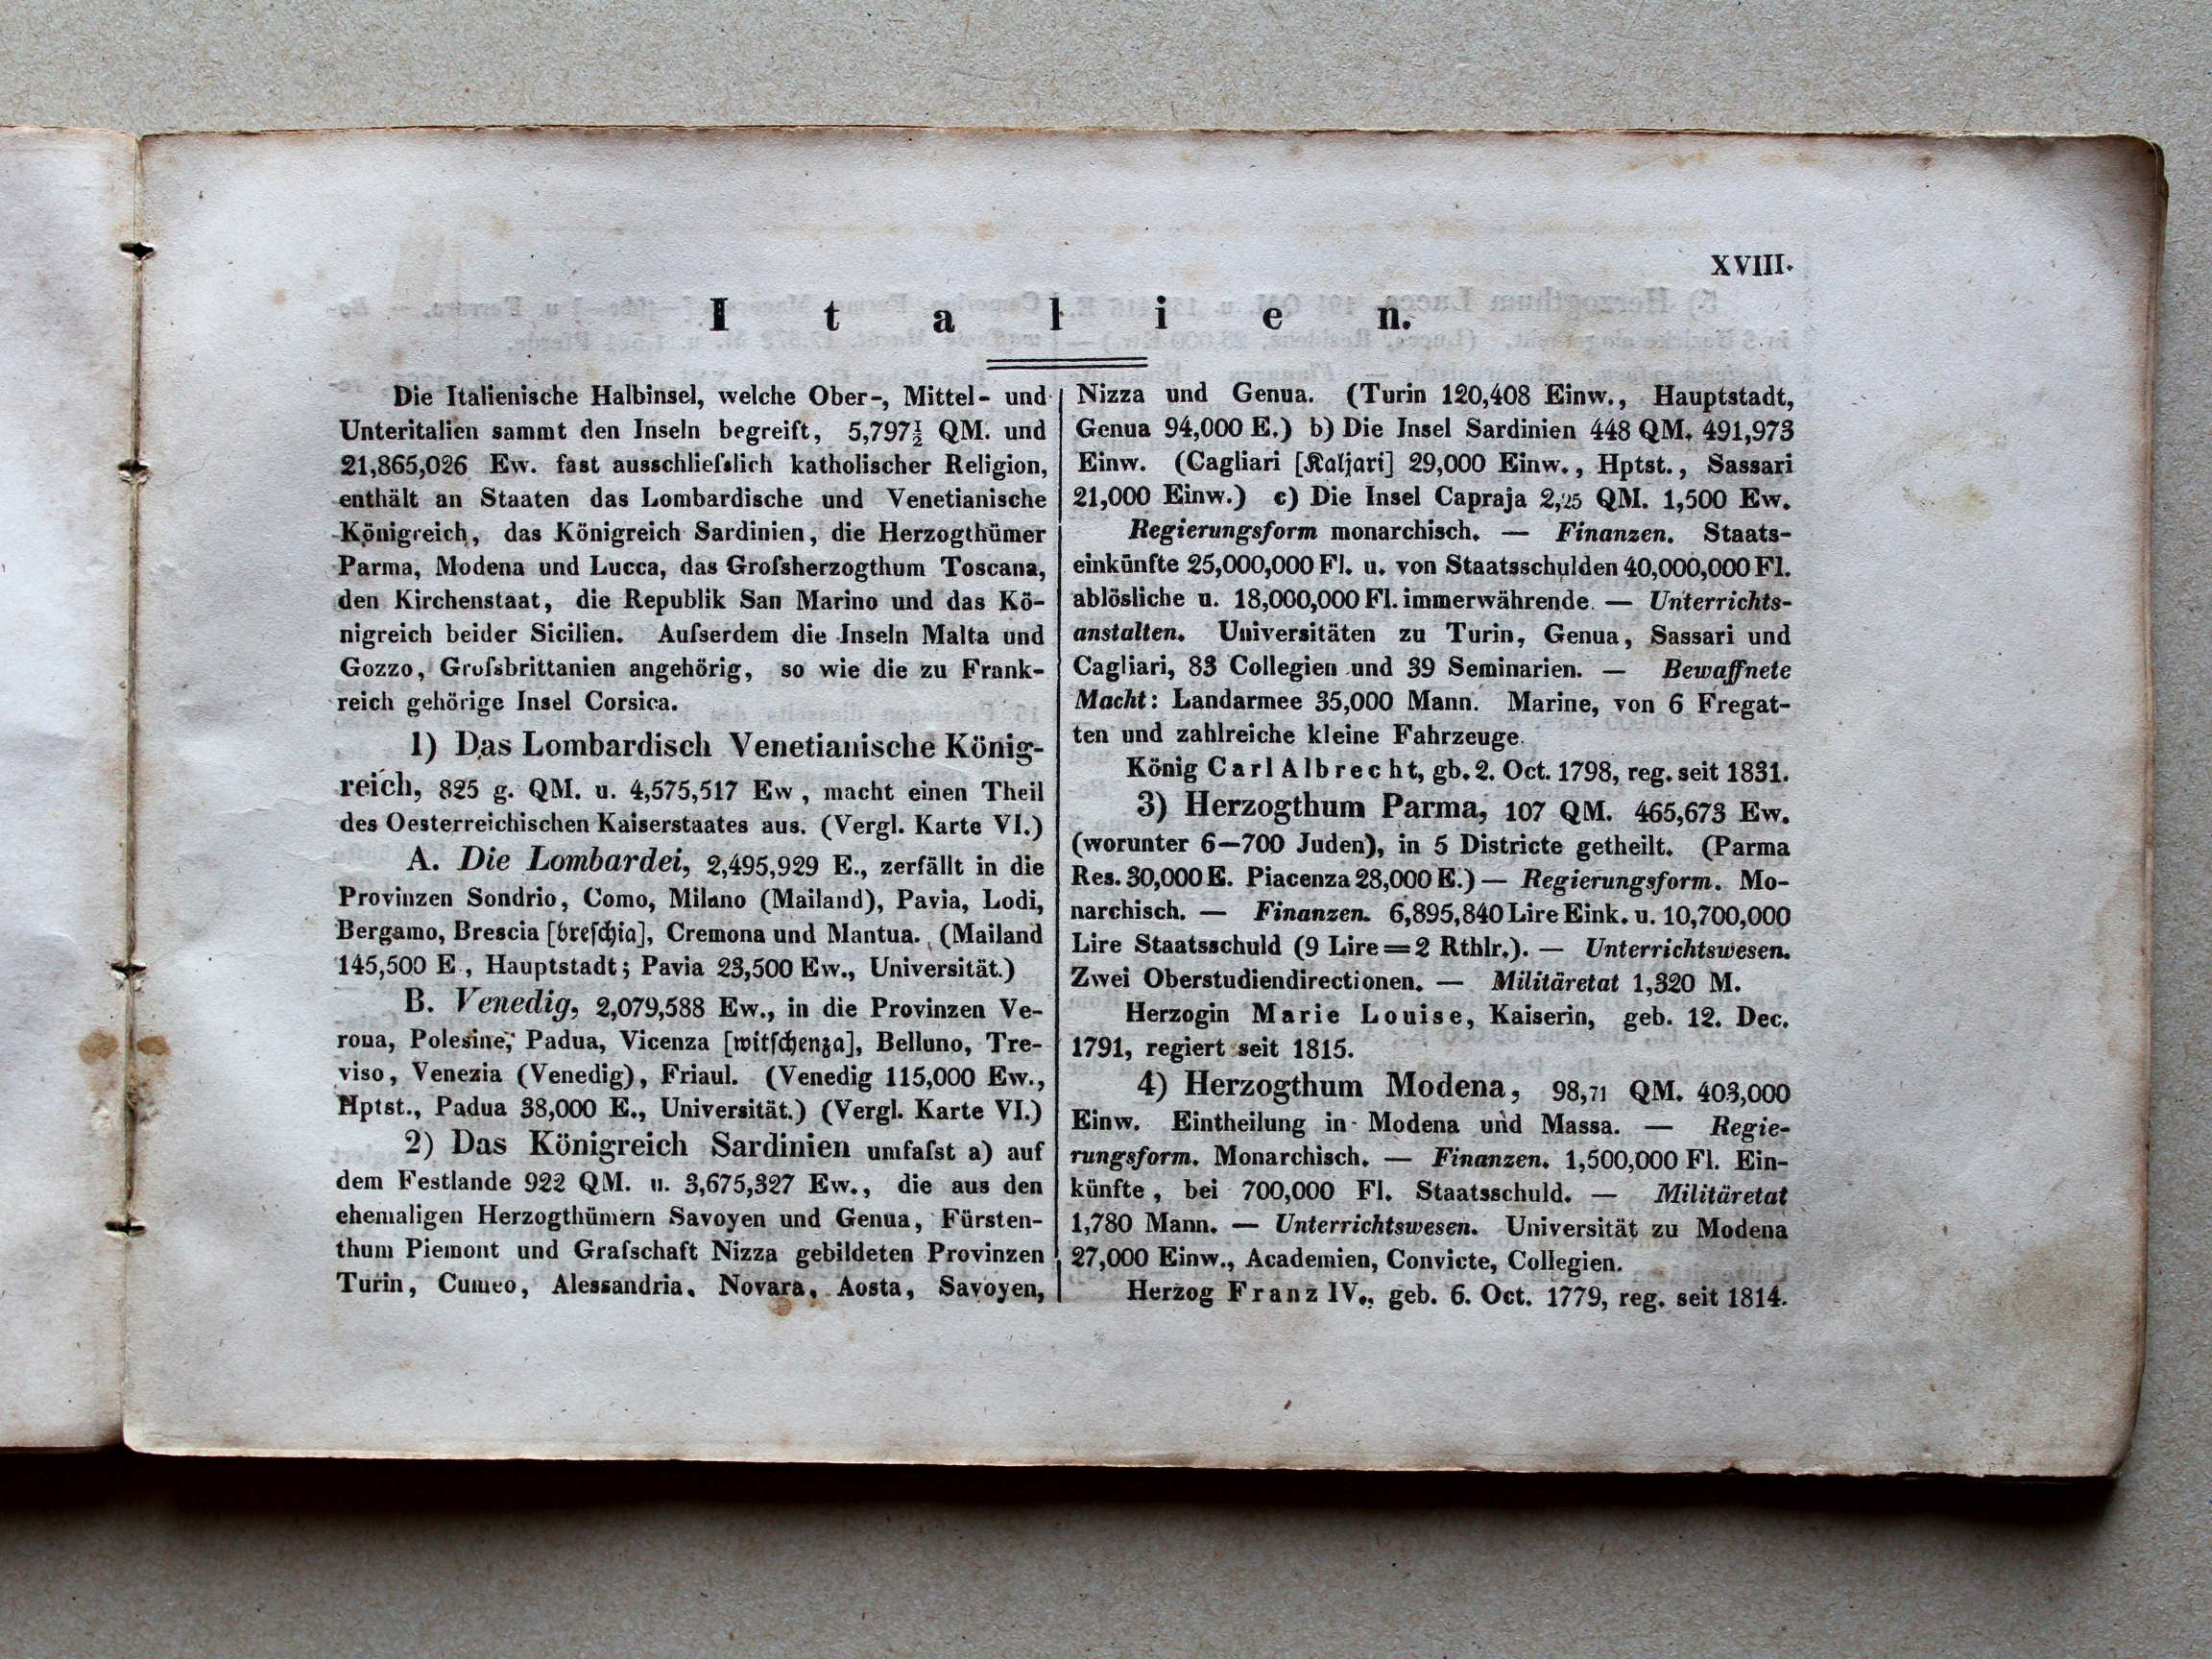 XVIII.
Italien.
Die Italienische Halbinsel, welche Ober-, Mittel- und
Unteritalien sammt den Inseln begreift, 5,797½ QM. und
21,865,026 Ew. fast ausschliefslich katholischer Religion,
enthält an Staaten das Lombardische und Venetianische
Königreich, das Königreich Sardinien, die Herzogthümer
Parma, Modena und Lucca, das Grofsherzogthum Toscana,
den Kirchenstaat, die Republik San Marino und das Kö-
nigreich beider Sicilien. Aufserdem die Inseln Malta und
Gozzo, Grofsbrittanien angehörig, so wie die zu Frank-
reich gehörige Insel Corsica.
1) Das Lombardisch Venetianische König-
reich, 825 g. QM. u. 4,575,517 Ew, macht einen Theil
des Oesterreichischen Kaiserstaates aus. (Vergl. Karte VI.)
A. Die Lombardei, 2,495,929 E., zerfällt in die
Provinzen Sondrio, Como, Milano (Mailand), Pavia, Lodi,
Bergamo, Brescia [breſchia], Cremona und Mantua. (Mailand
145,500 E., Hauptstadt; Pavia 23,500 Ew., Universität.)
B. Venedig, 2,079,588 Ew., in die Provinzen Ve-
rona, Polesine, Padua, Vicenza [witſchenza], Belluno, Tre-
viso, Venezia (Venedig), Friaul. (Venedig 115,000 Ew.,
Hptst., Padua 38,000 E., Universität.) (Vergl. Karte VI.)
2) Das Königreich Sardinien umfafst a) auf
dem Festlande 922 QM. u. 3,675,327 Ew., die aus den
ehemaligen Herzogthümern Savoyen und Genua, Fürsten-
thum Piemont und Grafschaft Nizza gebildeten Provinzen
Turin, Cuneo, Alessandria, Novara, Aosta, Savoyen,
Nizza und Genua. (Turin 120,408 Einw., Hauptstadt,
Genua 94,000 E.) b) Die Insel Sardinien 448 QM. 491,973
Einw. (Cagliari [Kaljari] 29,000 Einw., Hptst., Sassari
21,000 Einw.) c) Die Insel Capraja 2,25 QM. 1,500 Ew.
Regierungsform monarchisch. — Finanzen. Staats-
einkünfte 25,000,000 Fl. u. von Staatsschulden 40,000,000 Fl.
ablösliche u. 18,000,000 Fl. immerwährende. — Unterrichts-
anstalten. Universitäten zu Turin, Genua, Sassari und
Cagliari, 83 Collegien und 39 Seminarien. — Bewaffnete
Macht: Landarmee 35,000 Mann. Marine, von 6 Fregat-
ten und zahlreiche kleine Fahrzeuge.
König Carl Albrecht, gb. 2. Oct. 1798, reg. seit 1831.
3) Herzogthum Parma, 107 QM. 465,673 Ew.
(worunter 6—700 Juden), in 5 Districte getheilt. (Parma
Res. 30,000 E. Piacenza 28,000 E.) — Regierungsform. Mo-
narchisch. — Finanzen. 6,895,840 Lire Eink. u. 10,700,000
Lire Staatsschuld (9 Lire = 2 Rthlr.). — Unterrichtswesen.
Zwei Oberstudiendirectionen. — Militäretat 1,320 M.
Herzogin Marie Louise, Kaiserin, geb. 12. Dec.
1791, regiert seit 1815.
4) Herzogthum Modena, 98,71 QM. 403,000
Einw. Eintheilung in Modena und Massa. — Regie-
rungsform. Monarchisch. — Finanzen. 1,500,000 Fl. Ein-
künfte, bei 700,000 Fl. Staatsschuld. — Militäretat
1,780 Mann. — Unterrichtswesen. Universität zu Modena
27,000 Einw., Academien, Convicte, Collegien.
Herzog Franz IV., geb. 6. Oct. 1779, reg. seit 1814.